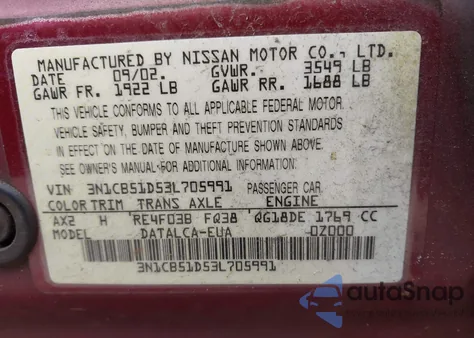 MANUFACTURED BY NISSAN MOTOR CO., LTD.
DATE 09/02. GVWR. 3549 LB
GAWR FR. 1922 LB GAWR RR. 1688 LB
THIS VEHICLE CONFORMS TO ALL APPLICABLE FEDERAL MOTOR
VEHICLE SAFETY, BUMPER AND THEFT PREVENTION STANDARDS
IN EFFECT ON THE DATE OF MANUFACTURE SHOWN ABOVE.
SEE OWNER'S MANUAL FOR ADDITIONAL INFORMATION.
VIN 3N1CB51D53L705991 PASSENGER CAR
COLOR TRIM TRANS AXLE ENGINE
AX2 H RE4F03B FQ38 QG18DE 1769 CC
MODEL DATALCA-EUA 0Z000
3N1CB51D53L705991
autoSnap
POWERED BY